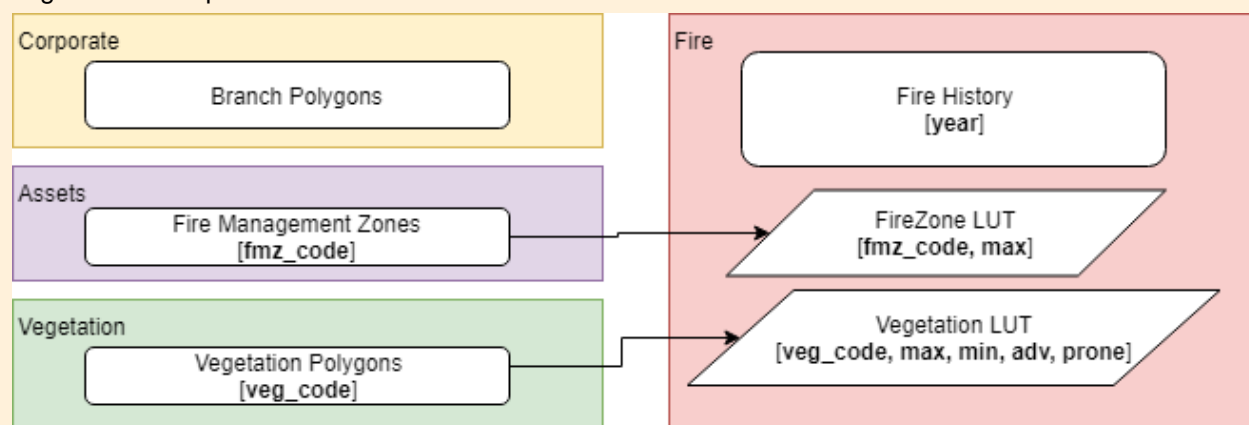 Corporate
Branch Polygons
Assets
Fire Management Zones
[fmz_code]
Vegetation
Vegetation Polygons
[veg_code]
Fire
Fire History
[year]
FireZone LUT
[fmz_code, max]
Vegetation LUT
[veg_code, max, min, adv, prone]